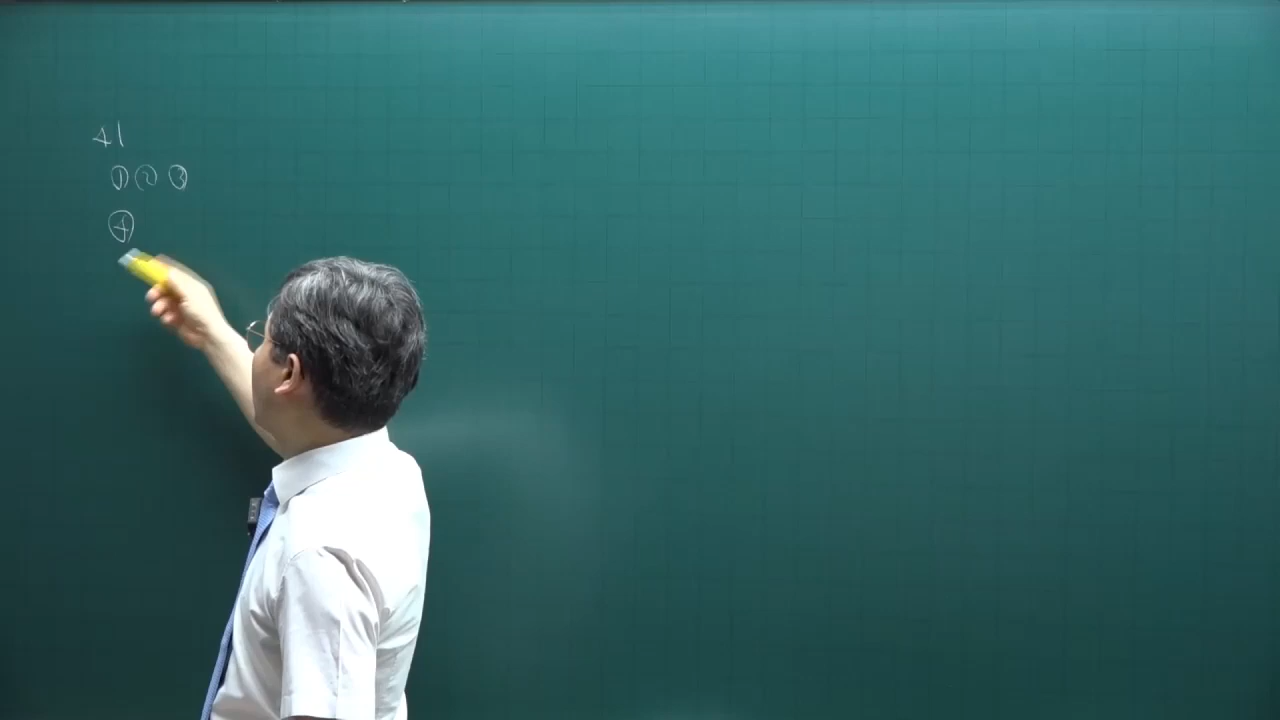 41
① ② ③
④